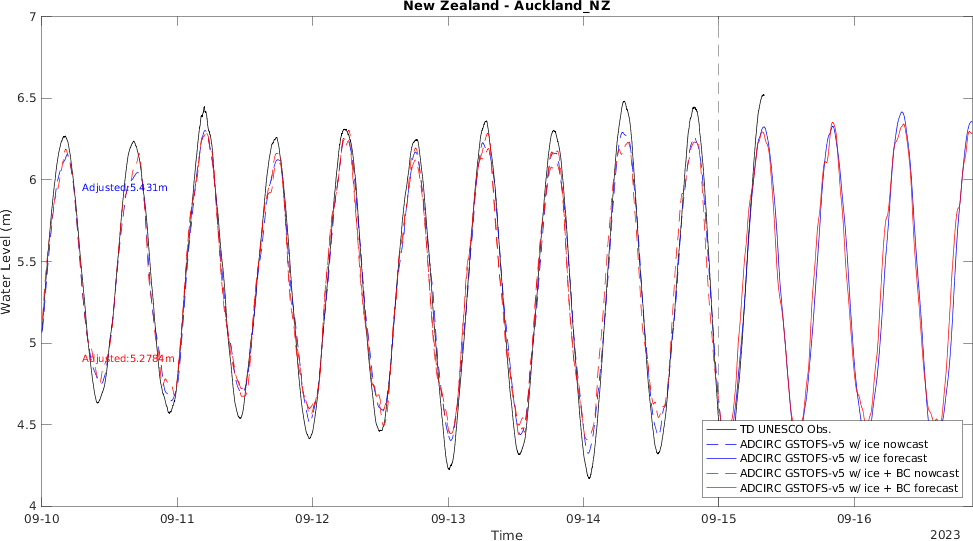 New Zealand - Auckland_NZ
7
6.5
6
5.5
5
4.5
4
Water Level (m)
Adjusted:5.431m
Adjusted:5.2784m
TD UNESCO Obs.
ADCIRC GSTOFS-v5 w/ ice nowcast
ADCIRC GSTOFS-v5 w/ ice forecast
ADCIRC GSTOFS-v5 w/ ice + BC nowcast
ADCIRC GSTOFS-v5 w/ ice + BC forecast
09-10 09-11 09-12 09-13 09-14 09-15 09-16
Time
2023